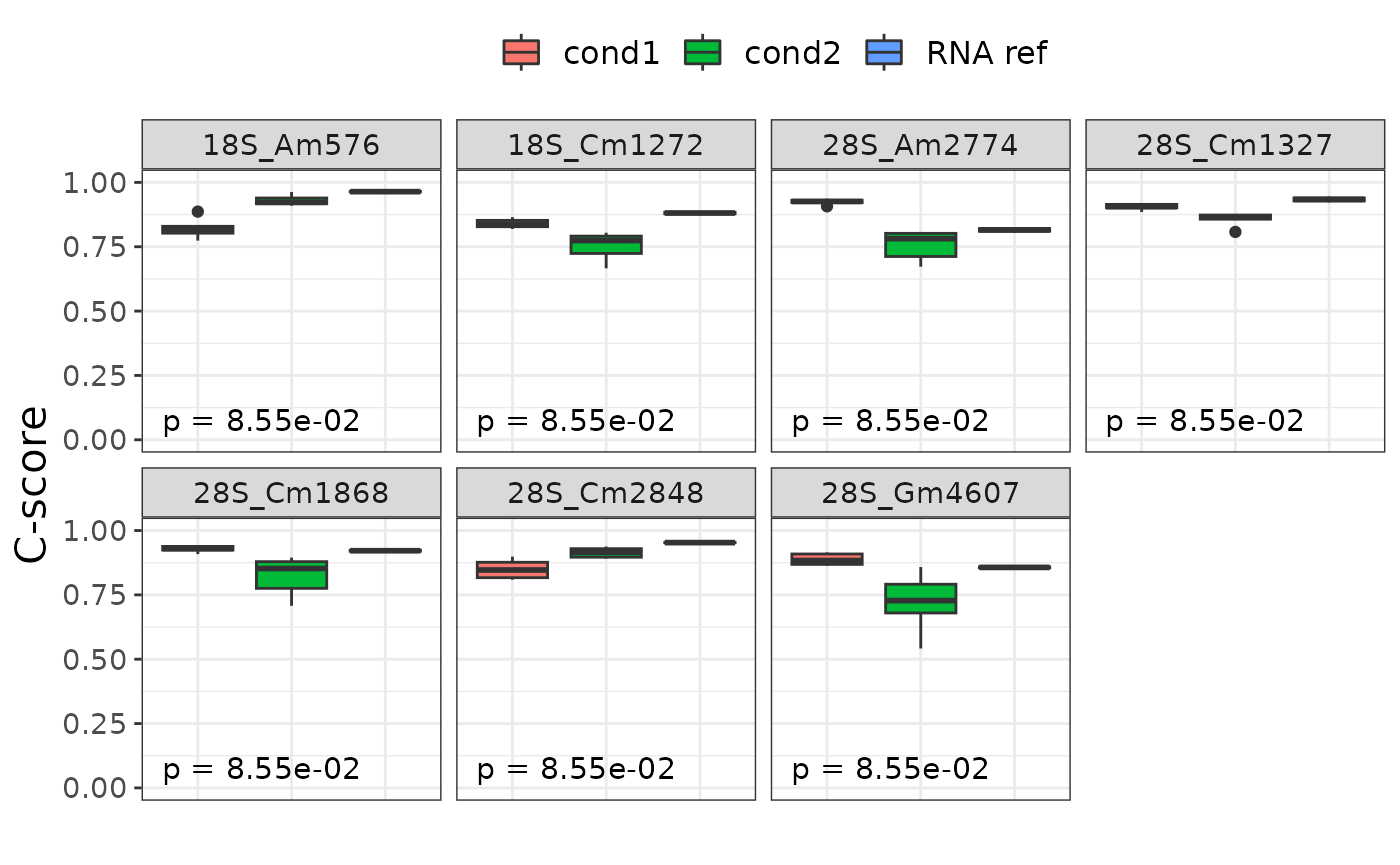 cond1 cond2 RNA ref
18S_Am576 18S_Cm1272 28S_Am2774 28S_Cm1327
1.00
0.75
0.50
0.25
p = 8.55e-02 p = 8.55e-02 p = 8.55e-02 p = 8.55e-02
0.00
C-score
28S_Cm1868 28S_Cm2848 28S_Gm4607
1.00
0.75
0.50
0.25
p = 8.55e-02 p = 8.55e-02 p = 8.55e-02
0.00